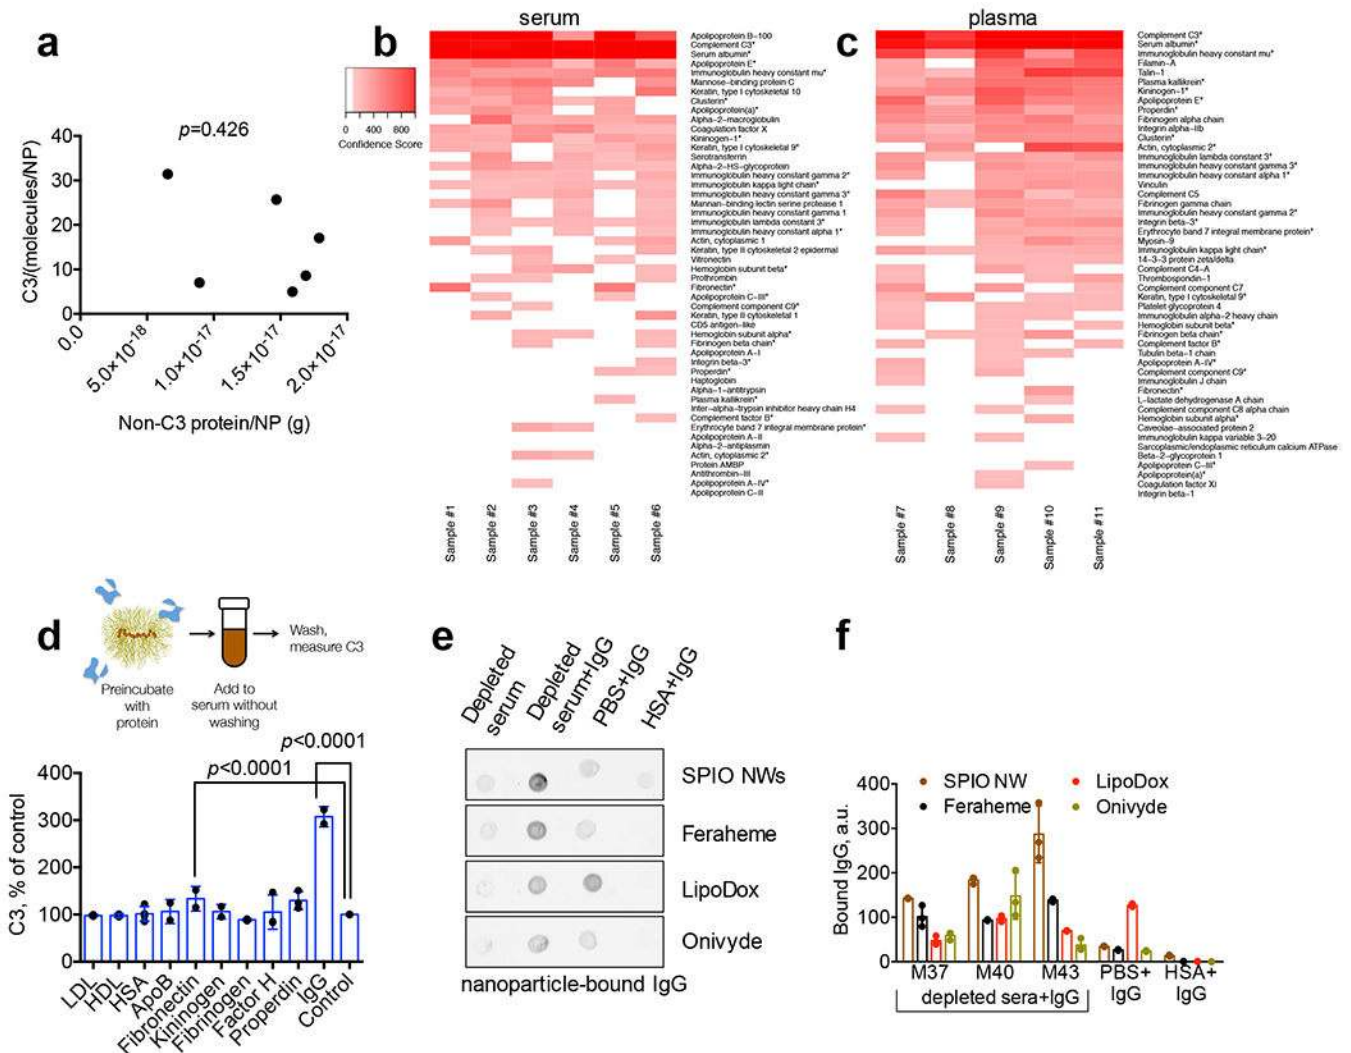 a
p=0.426
40
30
20
10
0
C3/(molecules/NP)
0.0
5.0×10-18
1.0×10-17
1.5×10-17
2.0×10-17
Non-C3 protein/NP (g)
b
serum
0 400 800
Confidence Score
Apolipoprotein B-100
Complement C3*
Serum albumin*
Apolipoprotein E*
Immunoglobulin heavy constant mu*
Mannose-binding protein C
Keratin, type I cytoskeletal 10
Clusterin*
Apolipoprotein(a)*
Alpha-2-macroglobulin
Coagulation factor X
Kininogen-1*
Keratin, type I cytoskeletal 9*
Serotransferrin
Alpha-2-HS-glycoprotein
Immunoglobulin heavy constant gamma 2*
Immunoglobulin kappa light chain*
Immunoglobulin heavy constant gamma 3*
Mannan-binding lectin serine protease 1
Immunoglobulin heavy constant gamma 1
Immunoglobulin lambda constant 3*
Immunoglobulin heavy constant alpha 1*
Actin, cytoplasmic 1
Keratin, type II cytoskeletal 2 epidermal
Vitronectin
Hemoglobin subunit beta*
Prothrombin
Fibronectin*
Apolipoprotein C-III*
Complement component C9*
Keratin, type II cytoskeletal 1
CD5 antigen-like
Hemoglobin subunit alpha*
Fibrinogen beta chain*
Apolipoprotein A-I
Integrin beta-3*
Properdin*
Haptoglobin
Alpha-1-antitrypsin
Plasma kallikrein*
Inter-alpha-trypsin inhibitor heavy chain H4
Complement factor B*
Erythrocyte band 7 integral membrane protein*
Apolipoprotein A-II
Alpha-2-antiplasmin
Actin, cytoplasmic 2*
Protein AMBP
Antithrombin-III
Apolipoprotein A-IV*
Apolipoprotein C-II
Sample #1
Sample #2
Sample #3
Sample #4
Sample #5
Sample #6
c
plasma
Complement C3*
Serum albumin*
Immunoglobulin heavy constant mu*
Filamin-A
Talin-1
Plasma kallikrein*
Kininogen-1*
Apolipoprotein E*
Properdin*
Fibrinogen alpha chain
Integrin alpha-IIb
Clusterin*
Actin, cytoplasmic 2*
Immunoglobulin lambda constant 3*
Immunoglobulin heavy constant gamma 3*
Immunoglobulin heavy constant alpha 1*
Vinculin
Complement C5
Fibrinogen gamma chain
Immunoglobulin heavy constant gamma 2*
Integrin beta-3*
Erythrocyte band 7 integral membrane protein*
Myosin-9
Immunoglobulin kappa light chain*
14-3-3 protein zeta/delta
Complement C4-A
Thrombospondin-1
Complement component C7
Keratin, type I cytoskeletal 9*
Platelet glycoprotein 4
Immunoglobulin alpha-2 heavy chain
Hemoglobin subunit beta*
Fibrinogen beta chain*
Complement factor B*
Tubulin beta-1 chain
Apolipoprotein A-IV*
Complement component C9*
Immunoglobulin J chain
Fibronectin*
L-lactate dehydrogenase A chain
Complement component C8 alpha chain
Hemoglobin subunit alpha*
Caveolae-associated protein 2
Immunoglobulin kappa variable 3-20
Sarcoplasmic/endoplasmic reticulum calcium ATPase
Beta-2-glycoprotein 1
Apolipoprotein C-III*
Apolipoprotein(a)*
Coagulation factor XI
Integrin beta-1
Sample #7
Sample #8
Sample #9
Sample #10
Sample #11
d
Preincubate
with
protein
Add to
serum without
washing
Wash,
measure C3
p<0.0001
p<0.0001
400
300
200
100
0
C3, % of control
LDL
HDL
HSA
ApoB
Fibronectin
Kininogen
Fibrinogen
Factor H
Properdin
IgG
Control
e
Depleted
serum
Depleted
serum+IgG
PBS+IgG
HSA+IgG
SPIO NWs
Feraheme
LipoDox
Onivyde
nanoparticle-bound IgG
f
SPIO NW
Feraheme
LipoDox
Onivyde
400
300
200
100
0
Bound IgG, a.u.
M37
M40
M43
PBS+
IgG
HSA+
IgG
depleted sera+IgG